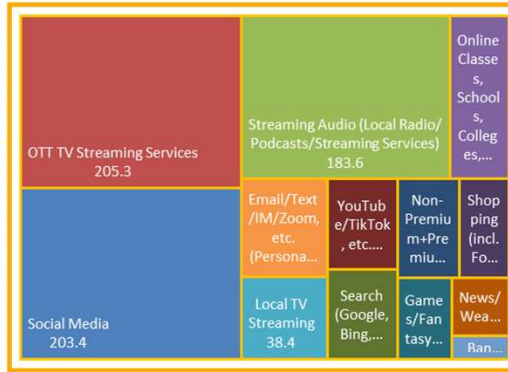 OTT TV Streaming Services
205.3
Social Media
203.4
Streaming Audio (Local Radio/
Podcasts/Streaming Services)
183.6
Online
Classe
s,
School
s,
Colleg
es,...
Email/Text
/IM/Zoom,
etc.
(Persona...
YouTub
e/TikTok
, etc....
Non-
Premiu
m+Pre
miu...
Shop
ping
(incl.
Fo...
Local TV
Streaming
38.4
Search
(Google,
Bing,...
Game
s/Fan
tasy...
News/
Wea...
Ban...